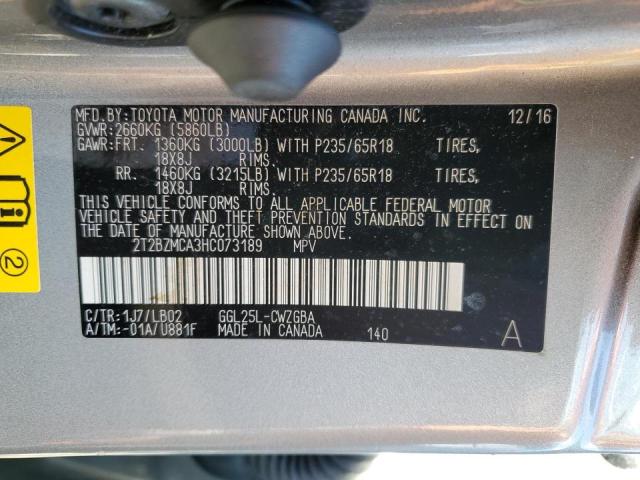 MFD.BY:TOYOTA MOTOR MANUFACTURING CANADA INC. 12/16
GVWR:2660KG (5860LB)
GAWR:FRT. 1360KG (3000LB) WITH P235/65R18 TIRES,
18X8J RIMS.
RR. 1460KG (3215LB) WITH P235/65R18 TIRES,
18X8J RIMS.
THIS VEHICLE CONFORMS TO ALL APPLICABLE FEDERAL MOTOR
VEHICLE SAFETY AND THEFT PREVENTION STANDARDS IN EFFECT ON
THE DATE OF MANUFACTURE SHOWN ABOVE.
2T2BZMCA3HC073189 MPV
C/TR:1J7/LB02 GGL25L-CWZGBA
A/TM:-01A/U881F MADE IN CANADA 140 A
2